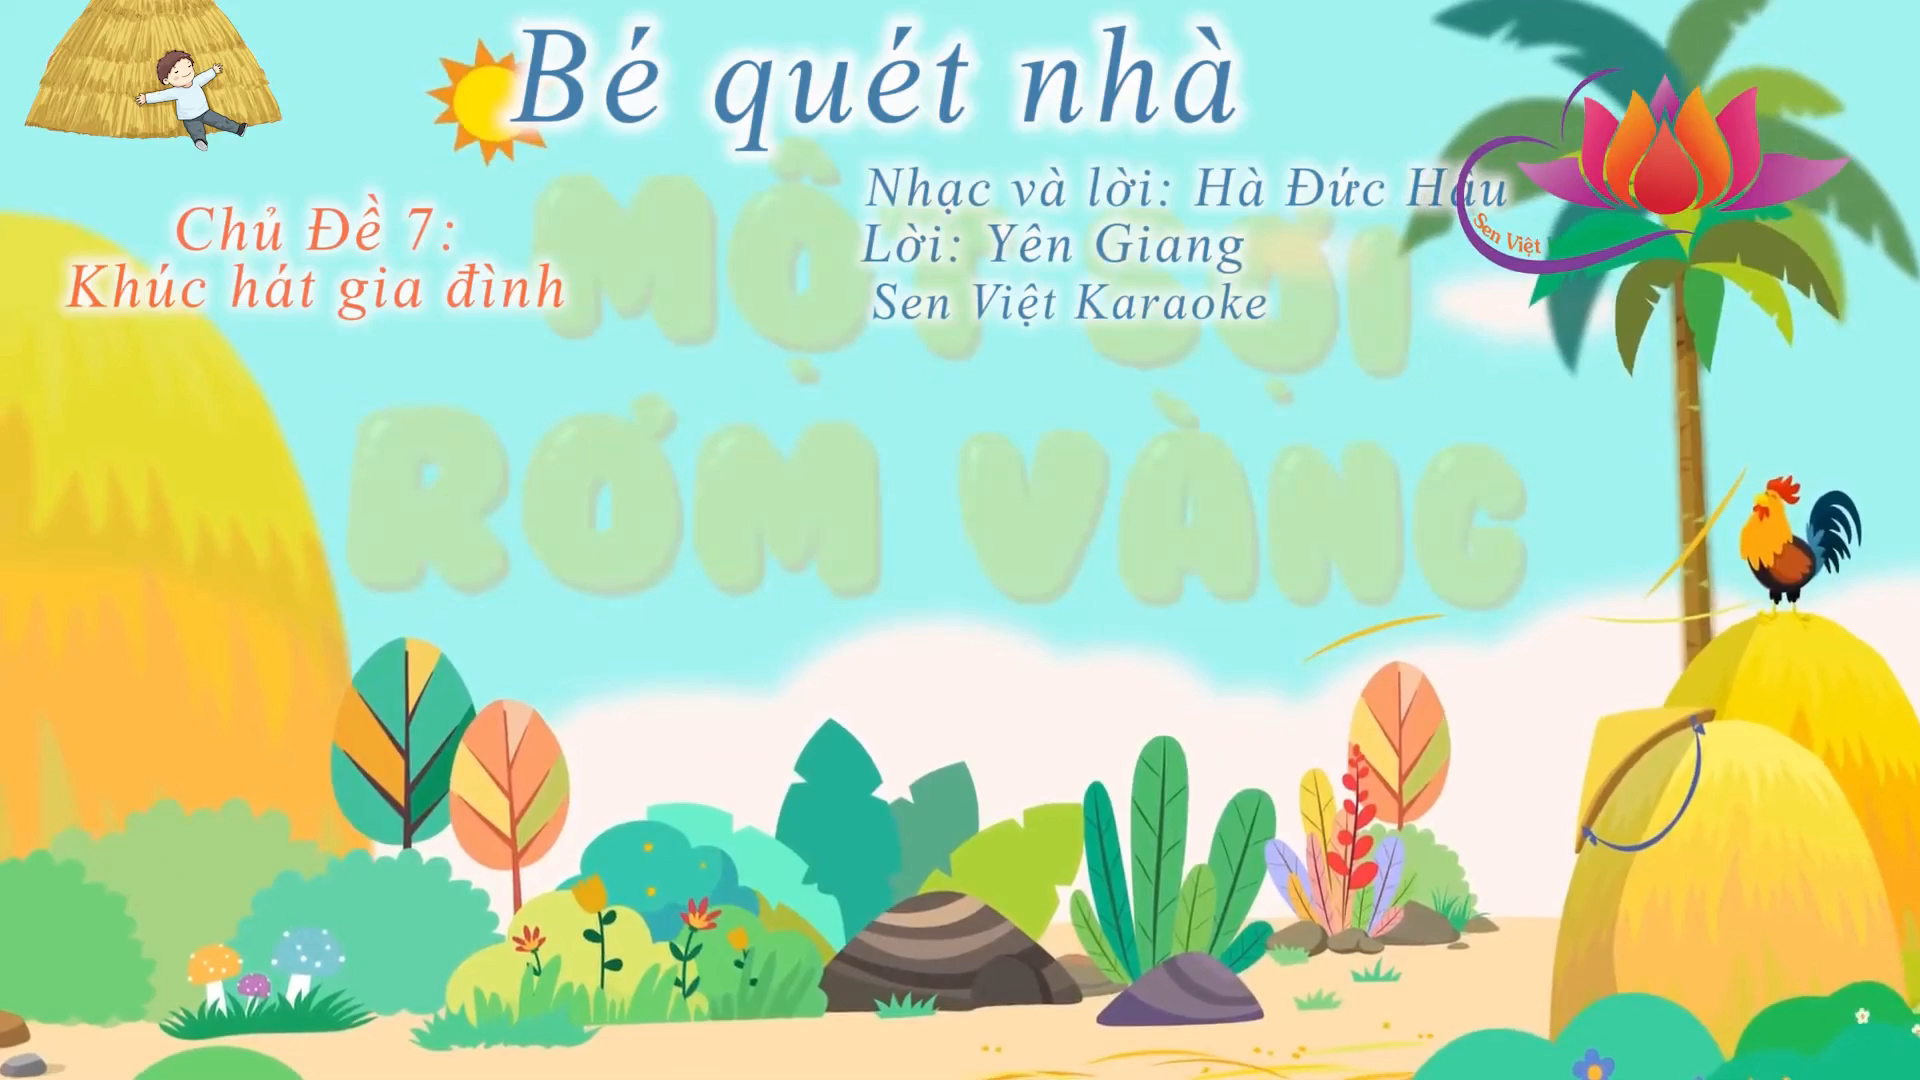 Bé quét nhà
Nhạc và lời: Hà Đức Hậu
Lời: Yên Giang
Sen Việt Karaoke
Chủ Đề 7:
Khúc hát gia đình
MỘT SỢI
RƠM VÀNG
Sen Việt